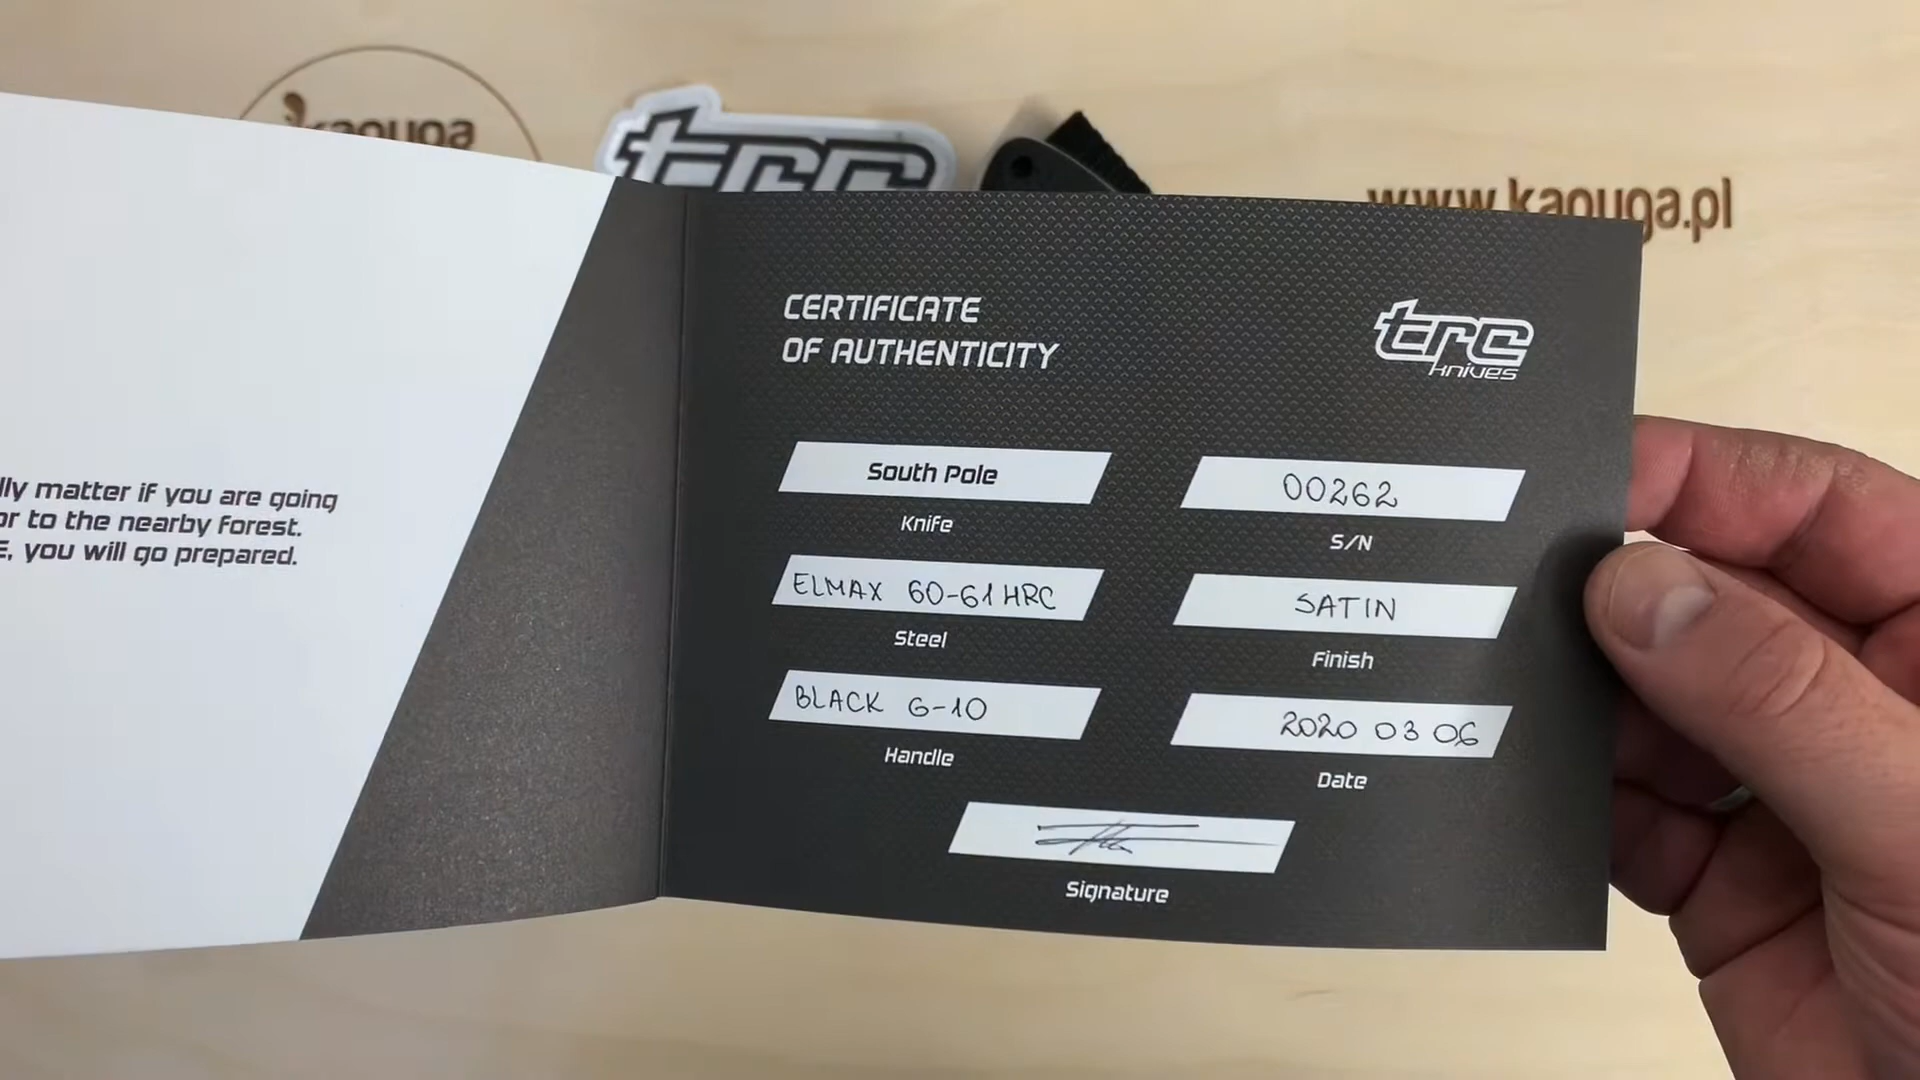 kaouga
trc
www.kaouga.pl
CERTIFICATE
OF AUTHENTICITY
trc
knives
South Pole
Knife
00262
S/N
ELMAX 60-61 HRC
Steel
SATIN
Finish
BLACK G-10
Handle
2020 03 06
Date
Signature
matter if you are going
to the nearby forest.
you will go prepared.